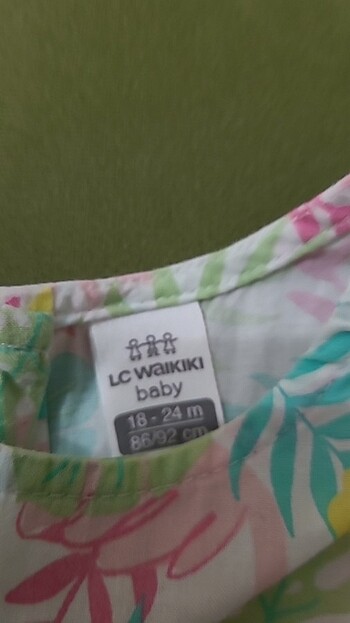 LC WAIKIKI
baby
18 - 24 m
86/92 cm